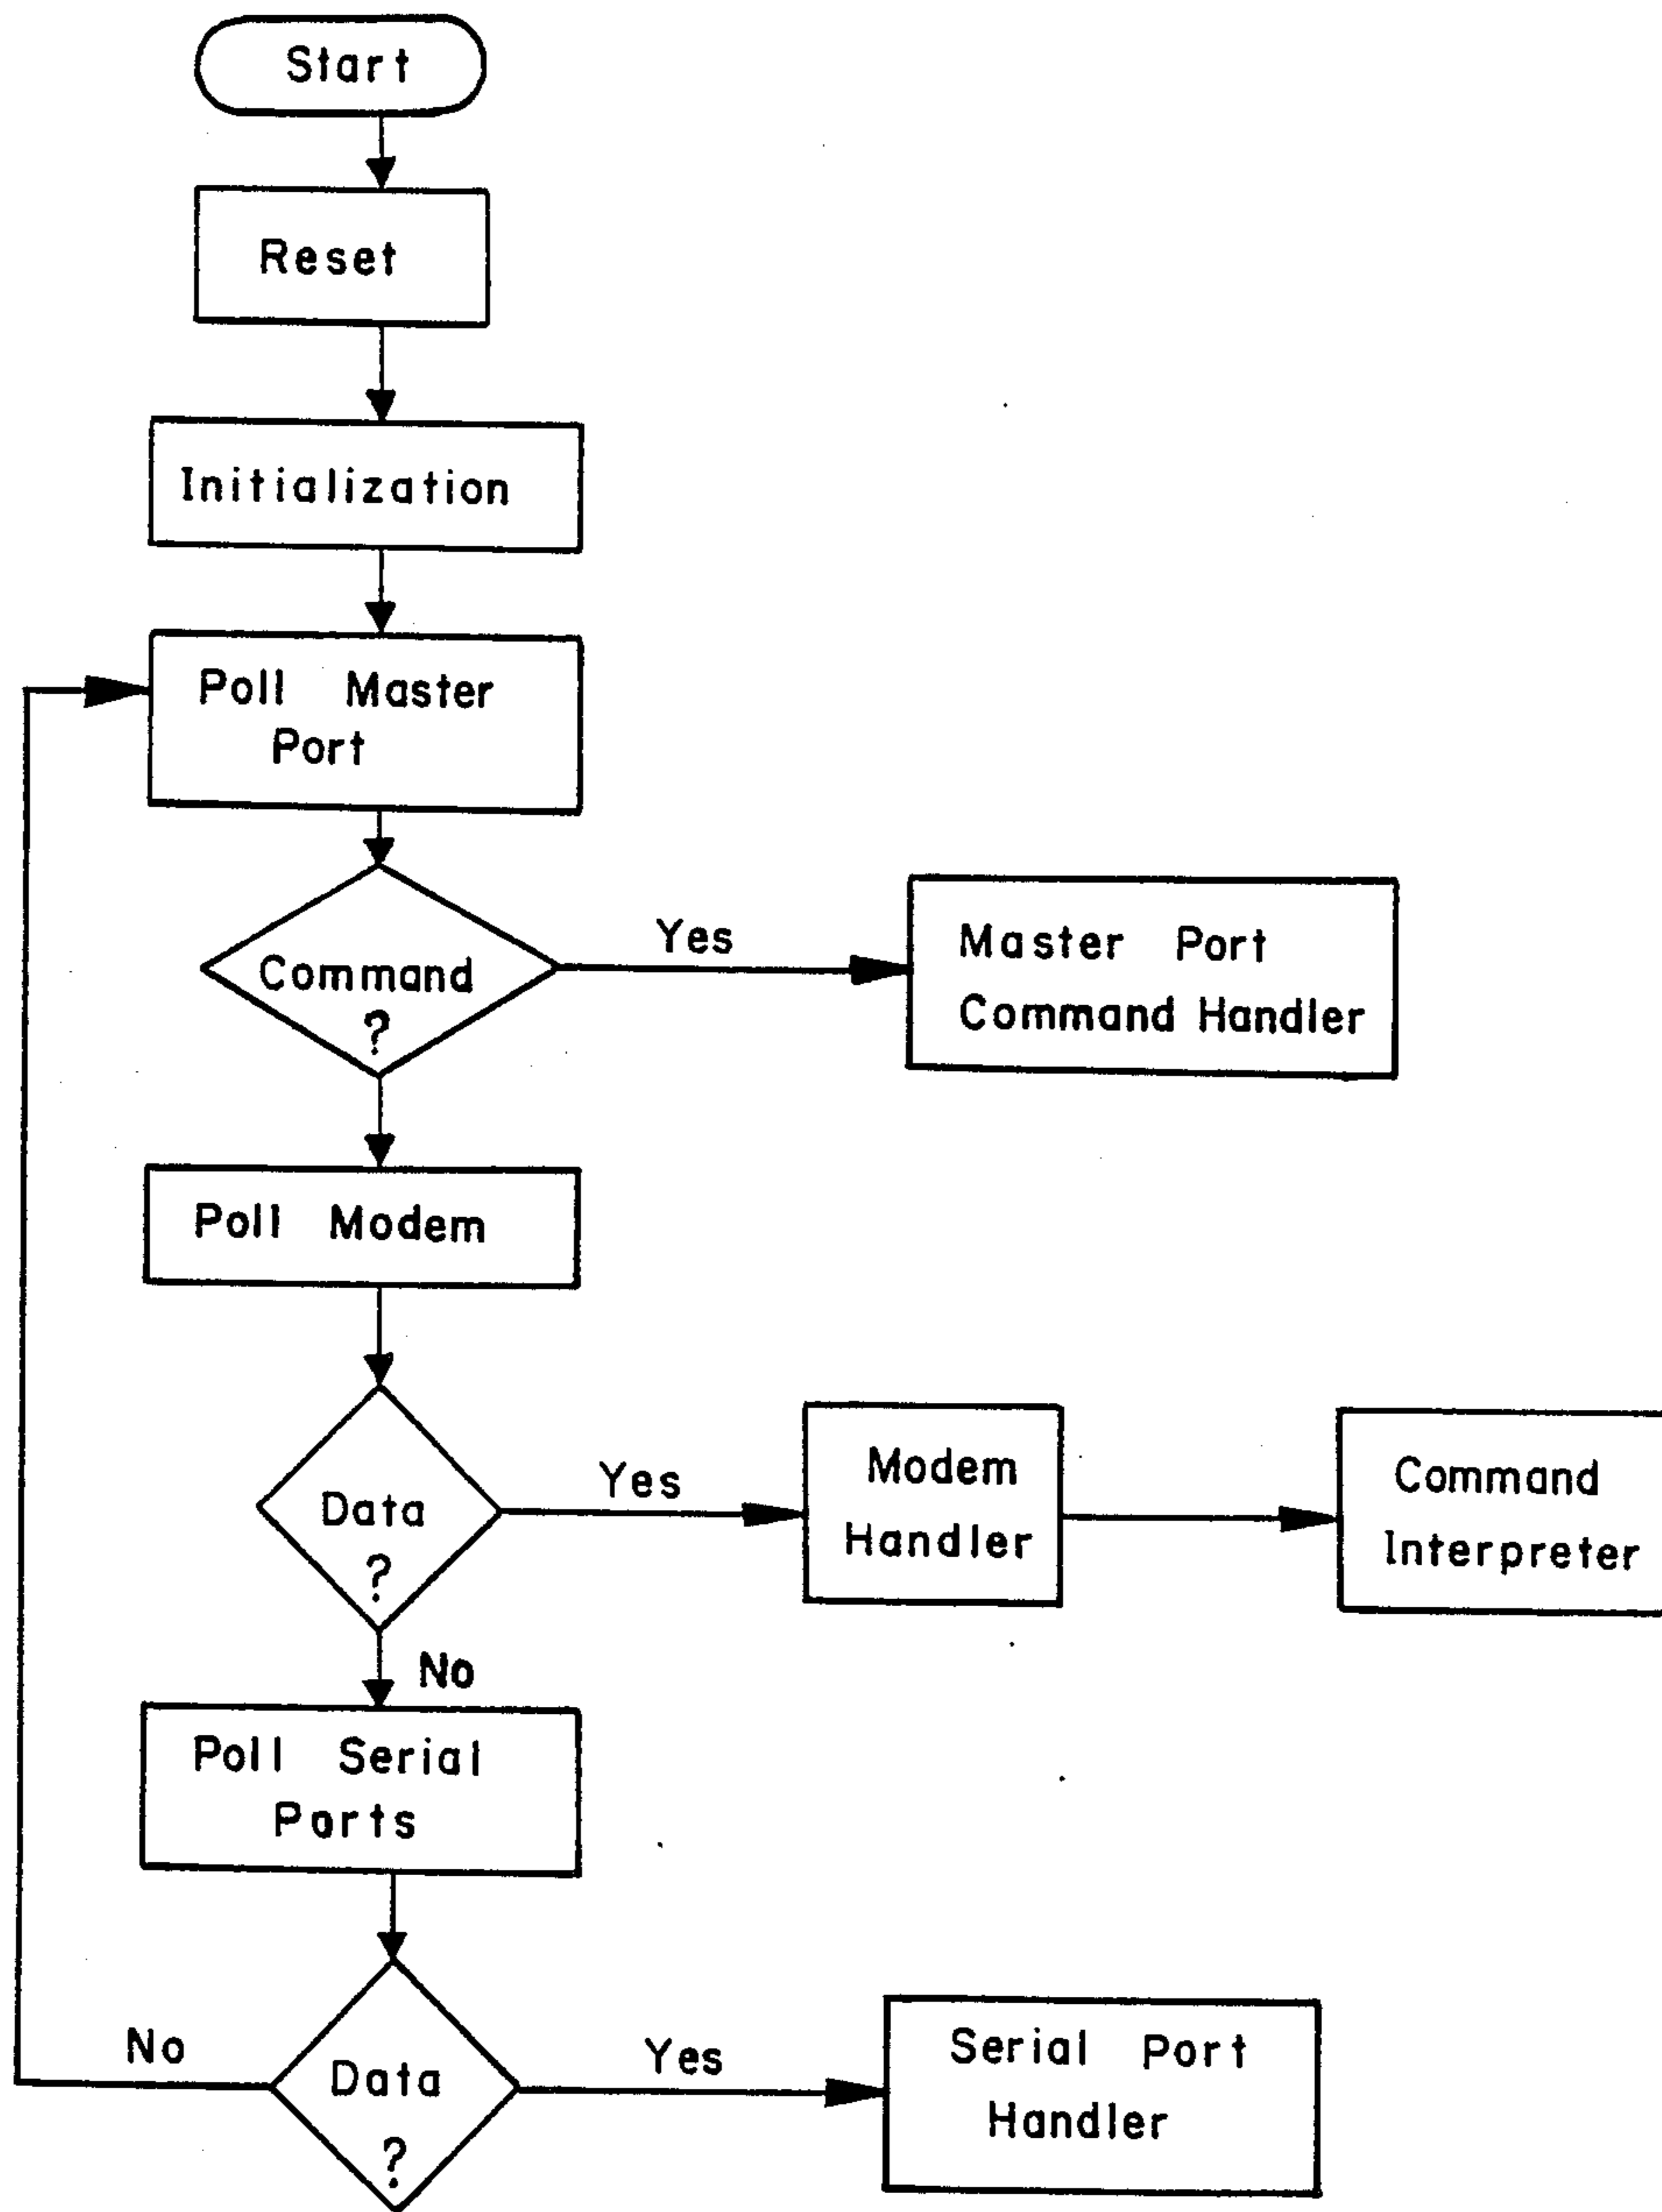 Start
Reset
Initialization
Poll Master
Port
Command
?
Yes
Master Port
Command Handler
Poll Modem
Data
?
Yes
Modem
Handler
Command
Interpreter
No
Poll Serial
Ports
No
Data
?
Yes
Serial Port
Handler